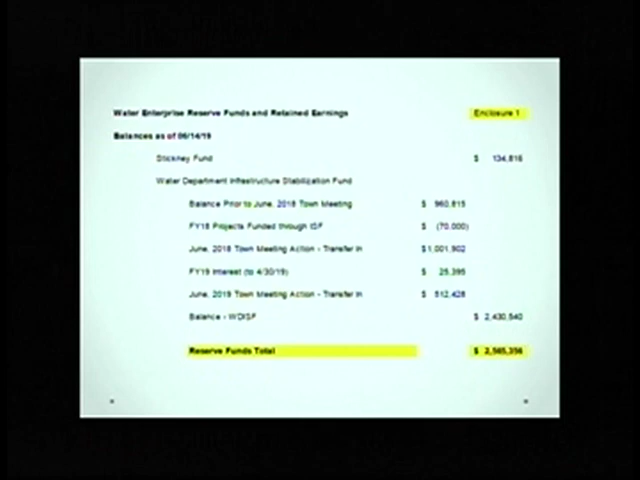 Water Enterprise Reserve Funds and Retained Earnings Enclosure 1
Balances as of 06/14/19
Stickney Fund $ 134,816
Water Department Infrastructure Stabilization Fund
Balance Prior to June, 2018 Town Meeting $ 960,815
FY18 Projects Funded through ISF $ (70,000)
June, 2018 Town Meeting Action - Transfer In $1,001,902
FY19 Interest (to 4/30/19) $ 25,395
June, 2019 Town Meeting Action - Transfer In $ 512,428
Balance - WDISF $ 2,430,540
Reserve Funds Total $ 2,565,356